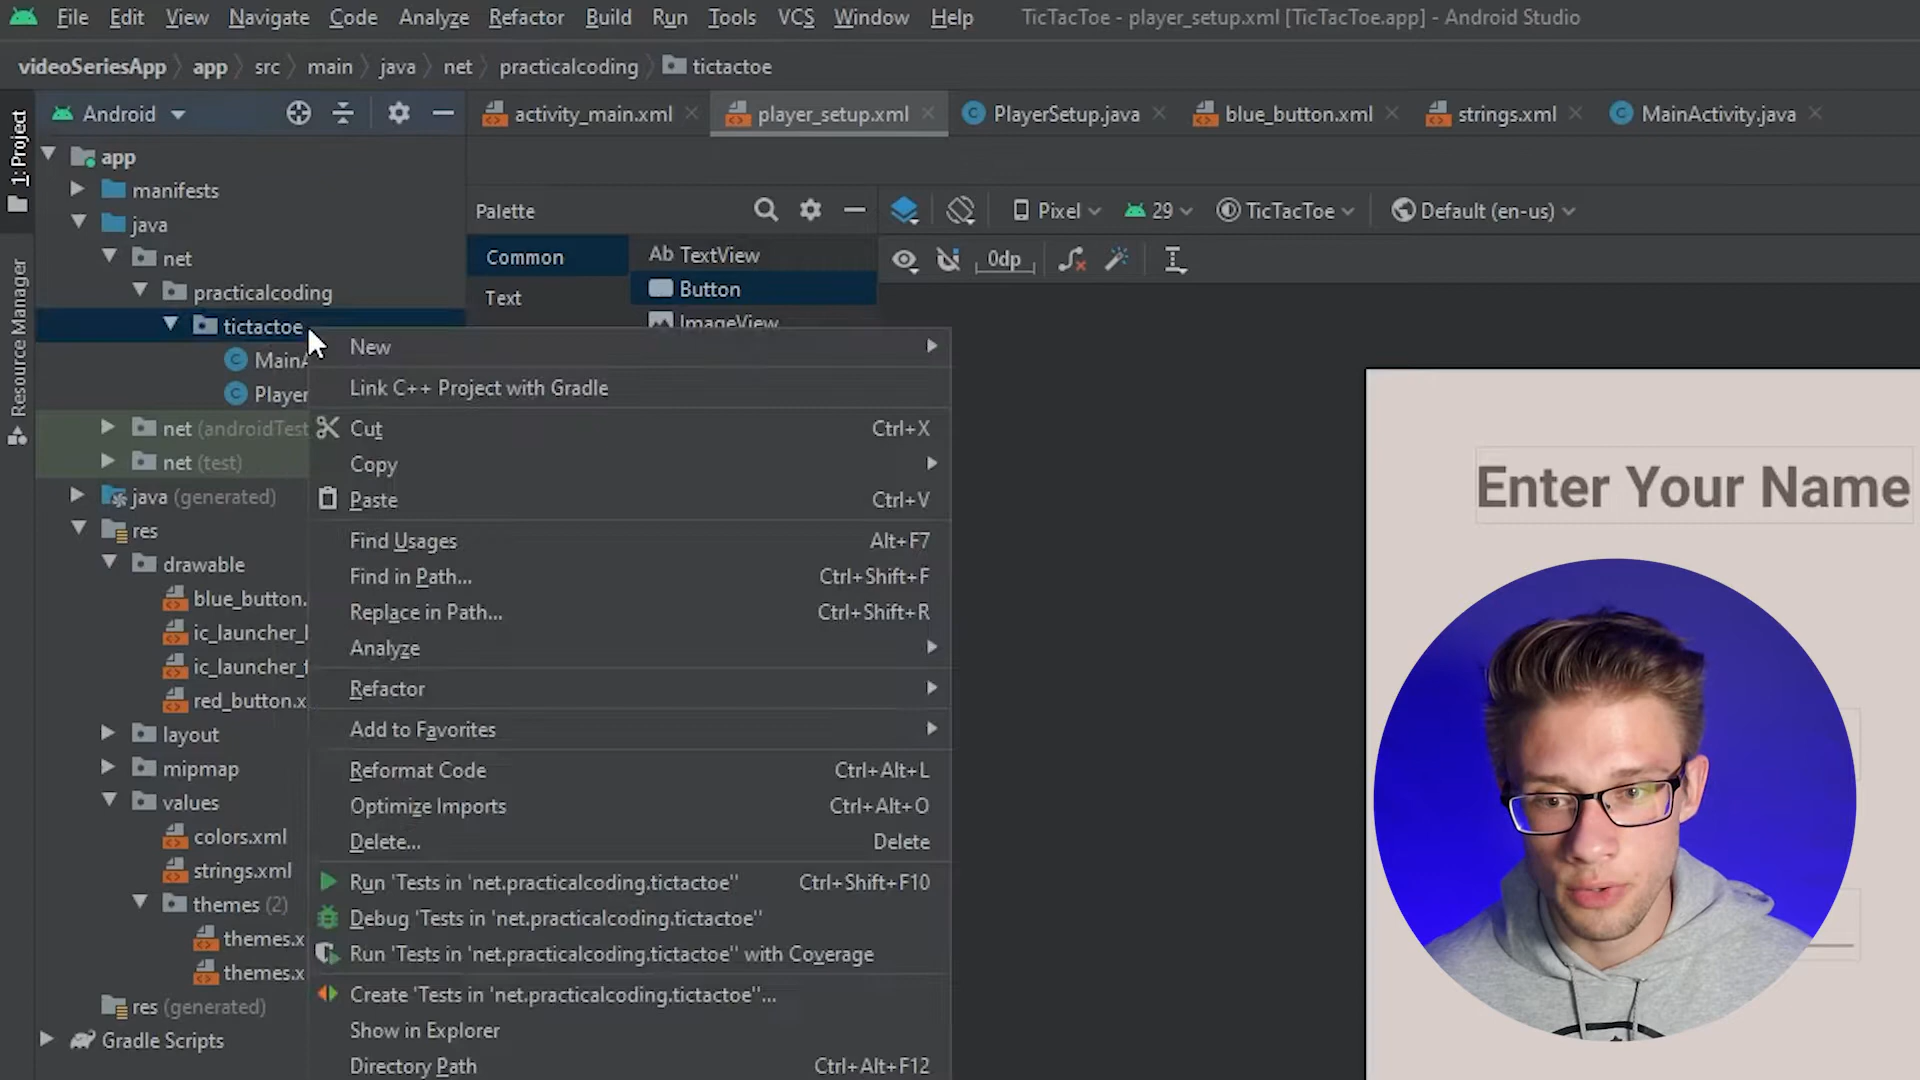 File Edit View Navigate Code Analyze Refactor Build Run Tools VCS Window Help TicTacToe - player_setup.xml [TicTacToe.app] - Android Studio
videoSeriesApp app src main java net practicalcoding tictactoe
1: Project
Resource Manager
Android
activity_main.xml player_setup.xml PlayerSetup.java blue_button.xml strings.xml MainActivity.java
app
manifests
java
net
practicalcoding
tictactoe
MainA
Player
net (androidTest
net (test)
java (generated)
res
drawable
blue_button.
ic_launcher_
ic_launcher_
red_button.x
layout
mipmap
values
colors.xml
strings.xml
themes (2)
themes.x
themes.x
res (generated)
Gradle Scripts
Palette
Common
Text
Ab TextView
Button
ImageView
Pixel 29 TicTacToe Default (en-us)
0dp
New
Link C++ Project with Gradle
Cut Ctrl+X
Copy
Paste Ctrl+V
Find Usages Alt+F7
Find in Path... Ctrl+Shift+F
Replace in Path... Ctrl+Shift+R
Analyze
Refactor
Add to Favorites
Reformat Code Ctrl+Alt+L
Optimize Imports Ctrl+Alt+O
Delete... Delete
Run 'Tests in 'net.practicalcoding.tictactoe'' Ctrl+Shift+F10
Debug 'Tests in 'net.practicalcoding.tictactoe''
Run 'Tests in 'net.practicalcoding.tictactoe'' with Coverage
Create 'Tests in 'net.practicalcoding.tictactoe''...
Show in Explorer
Directory Path Ctrl+Alt+F12
Enter Your Name